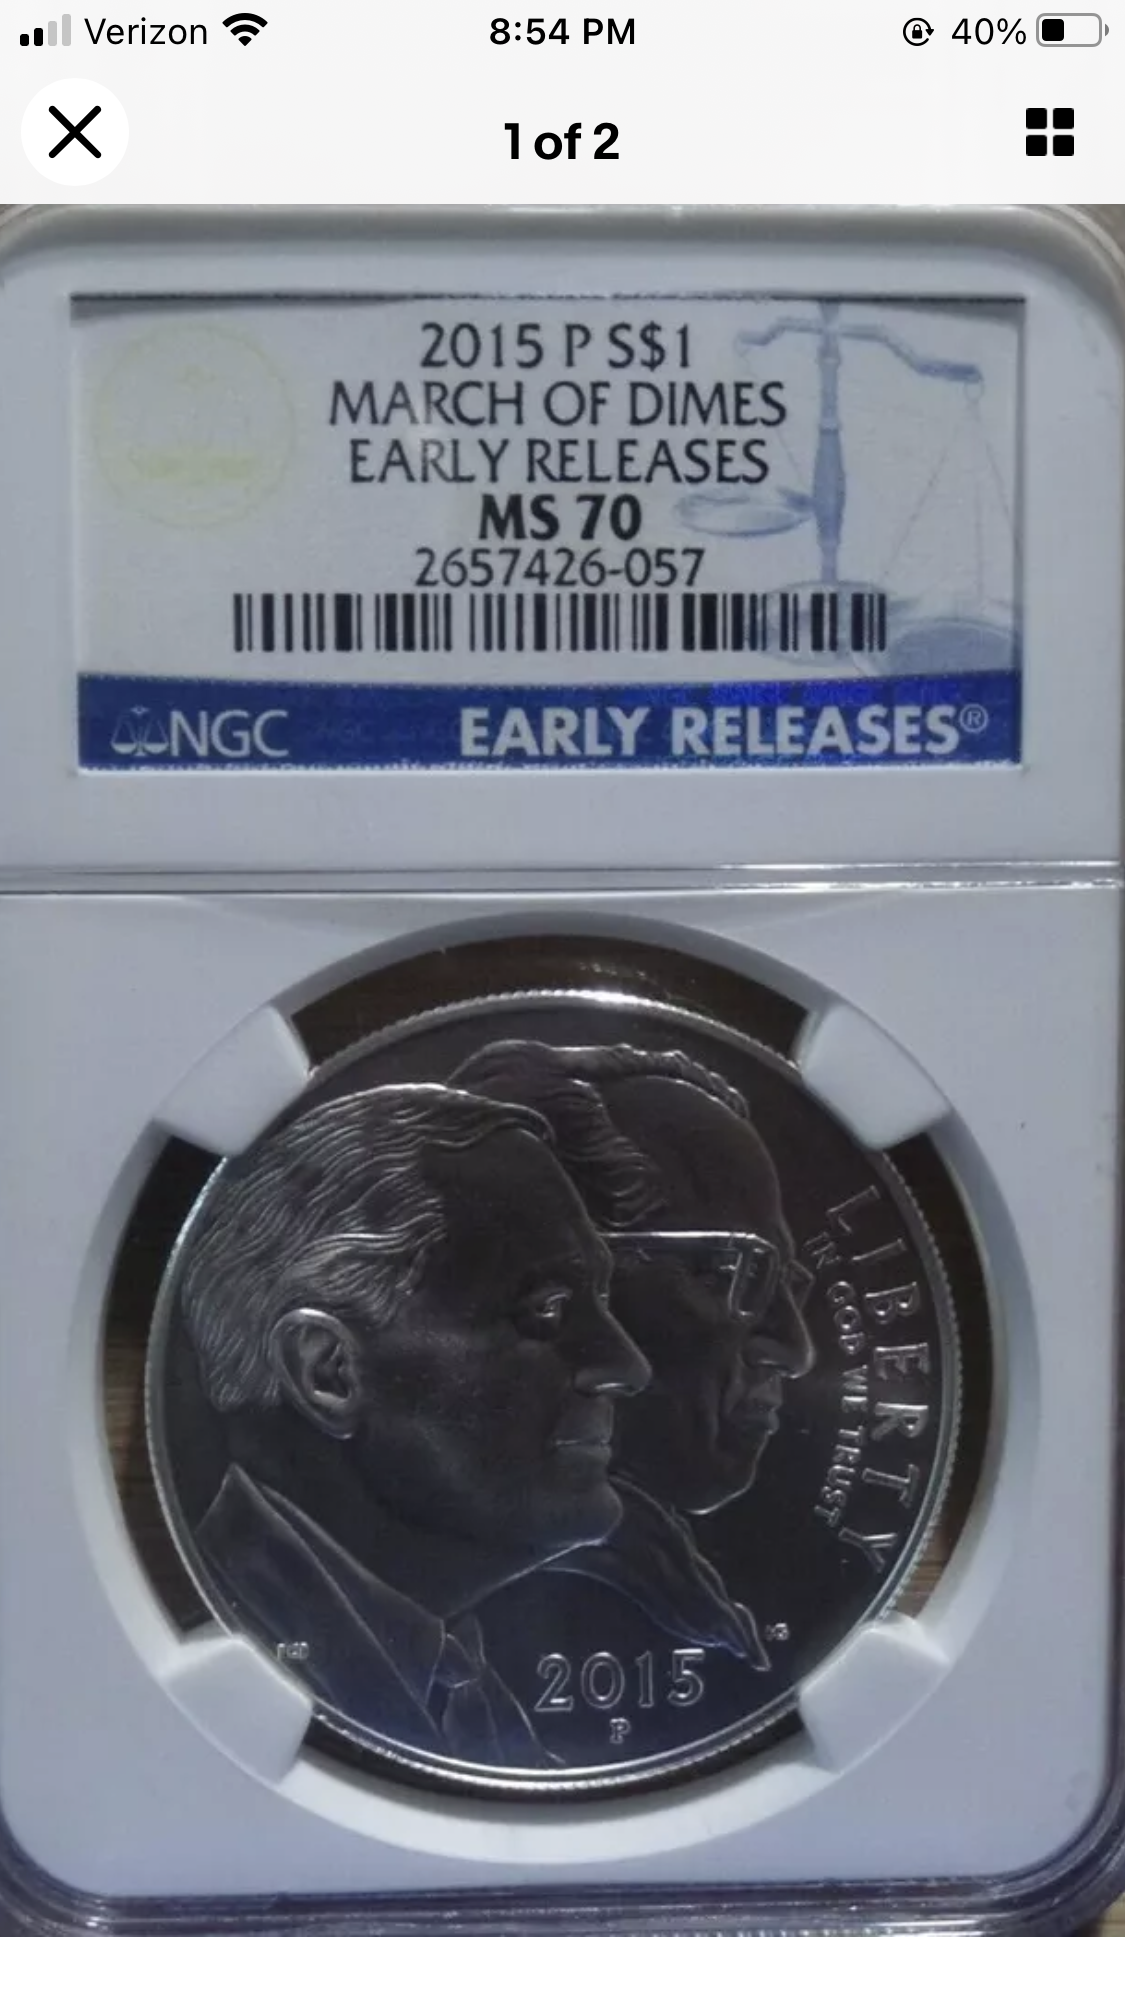 Verizon 8:54 PM 40%
1 of 2
2015 P S$1
MARCH OF DIMES
EARLY RELEASES
MS 70
2657426-057
NGC EARLY RELEASES®
LIBERTY
IN GOD WE TRUST
2015
P